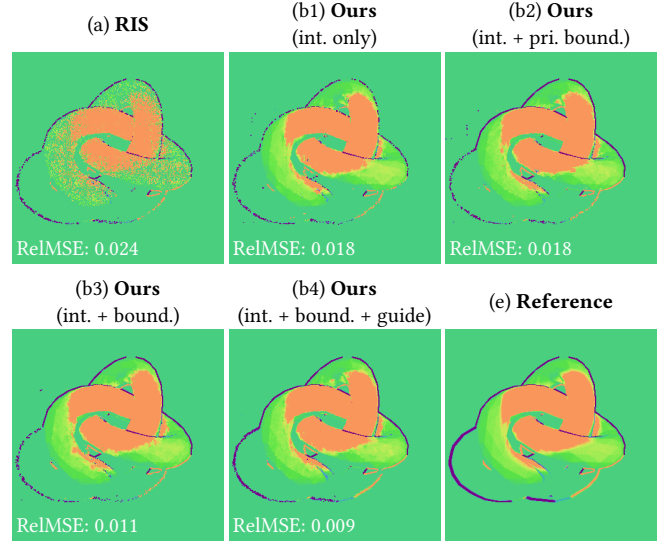 (a) RIS
(b1) Ours
(int. only)
(b2) Ours
(int. + pri. bound.)
RelMSE: 0.024
RelMSE: 0.018
RelMSE: 0.018
(b3) Ours
(int. + bound.)
(b4) Ours
(int. + bound. + guide)
(e) Reference
RelMSE: 0.011
RelMSE: 0.009